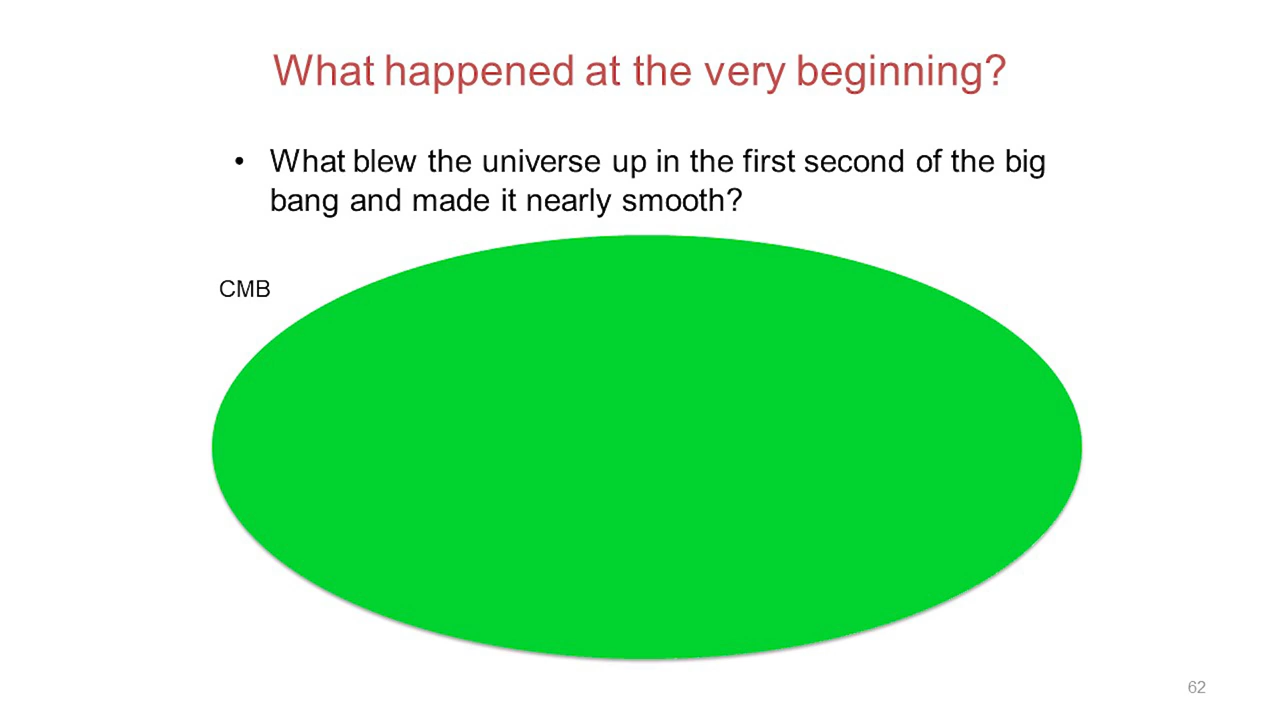 What happened at the very beginning?
• What blew the universe up in the first second of the big
bang and made it nearly smooth?
CMB
62